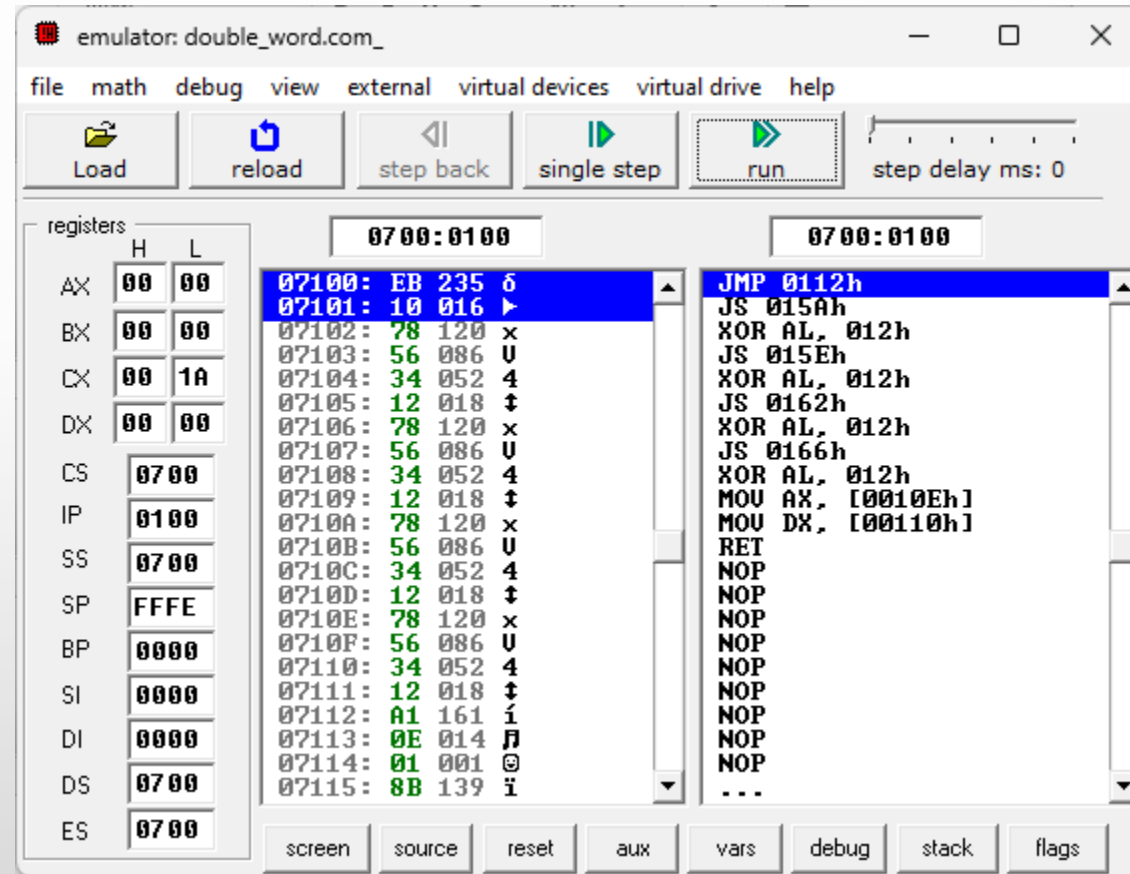 emulator: double_word.com_
file math debug view external virtual devices virtual drive help
Load reload step back single step run step delay ms: 0
registers
H L
0700:0100 0700:0100
AX 00 00
BX 00 00
CX 00 1A
DX 00 00
CS 0700
IP 0100
SS 0700
SP FFFE
BP 0000
SI 0000
DI 0000
DS 0700
ES 0700
07100: EB 235 δ
07101: 10 016 ►
07102: 78 120 x
07103: 56 086 V
07104: 34 052 4
07105: 12 018 ↕
07106: 78 120 x
07107: 56 086 V
07108: 34 052 4
07109: 12 018 ↕
0710A: 78 120 x
0710B: 56 086 V
0710C: 34 052 4
0710D: 12 018 ↕
0710E: 78 120 x
0710F: 56 086 V
07110: 34 052 4
07111: 12 018 ↕
07112: A1 161 í
07113: 0E 014 ♫
07114: 01 001 ☺
07115: 8B 139 ï
JMP 0112h
JS 015Ah
XOR AL, 012h
JS 015Eh
XOR AL, 012h
JS 0162h
XOR AL, 012h
JS 0166h
XOR AL, 012h
MOV AX, [0010Eh]
MOV DX, [00110h]
RET
NOP
NOP
NOP
NOP
NOP
NOP
NOP
NOP
NOP
...
screen source reset aux vars debug stack flags